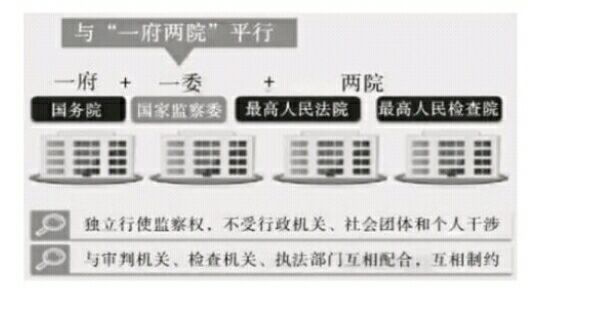 与“一府两院”平行
一府 + 一委 + 两院
国务院 国家监察委 最高人民法院 最高人民检查院
独立行使监察权，不受行政机关、社会团体和个人干涉
与审判机关、检查机关、执法部门互相配合，互相制约